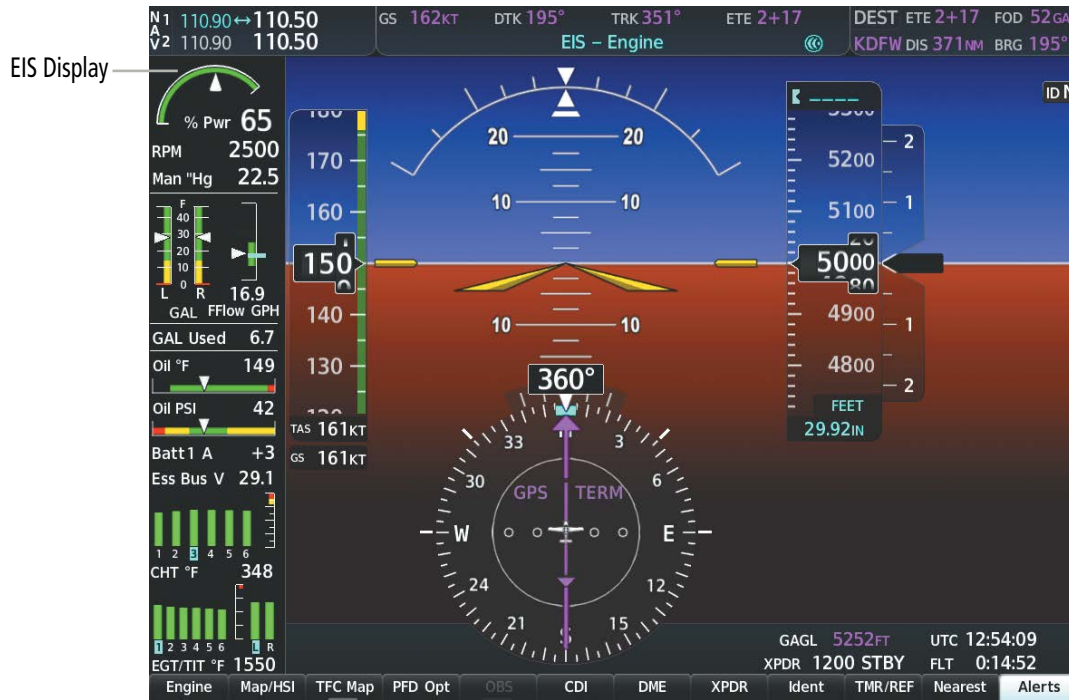 EIS Display
NAV
1 110.90↔110.50
2 110.90 110.50
GS 162KT DTK 195° TRK 351° ETE 2+17
EIS – Engine
DEST ETE 2+17 FOD 52GA
KDFW DIS 371NM BRG 195°
% Pwr 65
RPM 2500
Man "Hg 22.5
F
40
30
20
10
0
L R
GAL
16.9
FFlow GPH
GAL Used 6.7
Oil °F 149
Oil PSI 42
Batt1 A +3
Ess Bus V 29.1
1 2 3 4 5 6
CHT °F 348
1 2 3 4 5 6 L R
EGT/TIT °F 1550
170
160
150
140
130
TAS 161KT
GS 161KT
20 20
10 10
10 10
ID N
_ _ _ _
5200
5100
5000
4900
4800
2
1
1
2
FEET
29.92IN
360°
33 3
30 6
GPS TERM
W E
24 12
21 15
S
GAGL 5252FT UTC 12:54:09
XPDR 1200 STBY FLT 0:14:52
Engine Map/HSI TFC Map PFD Opt OBS CDI DME XPDR Ident TMR/REF Nearest Alerts